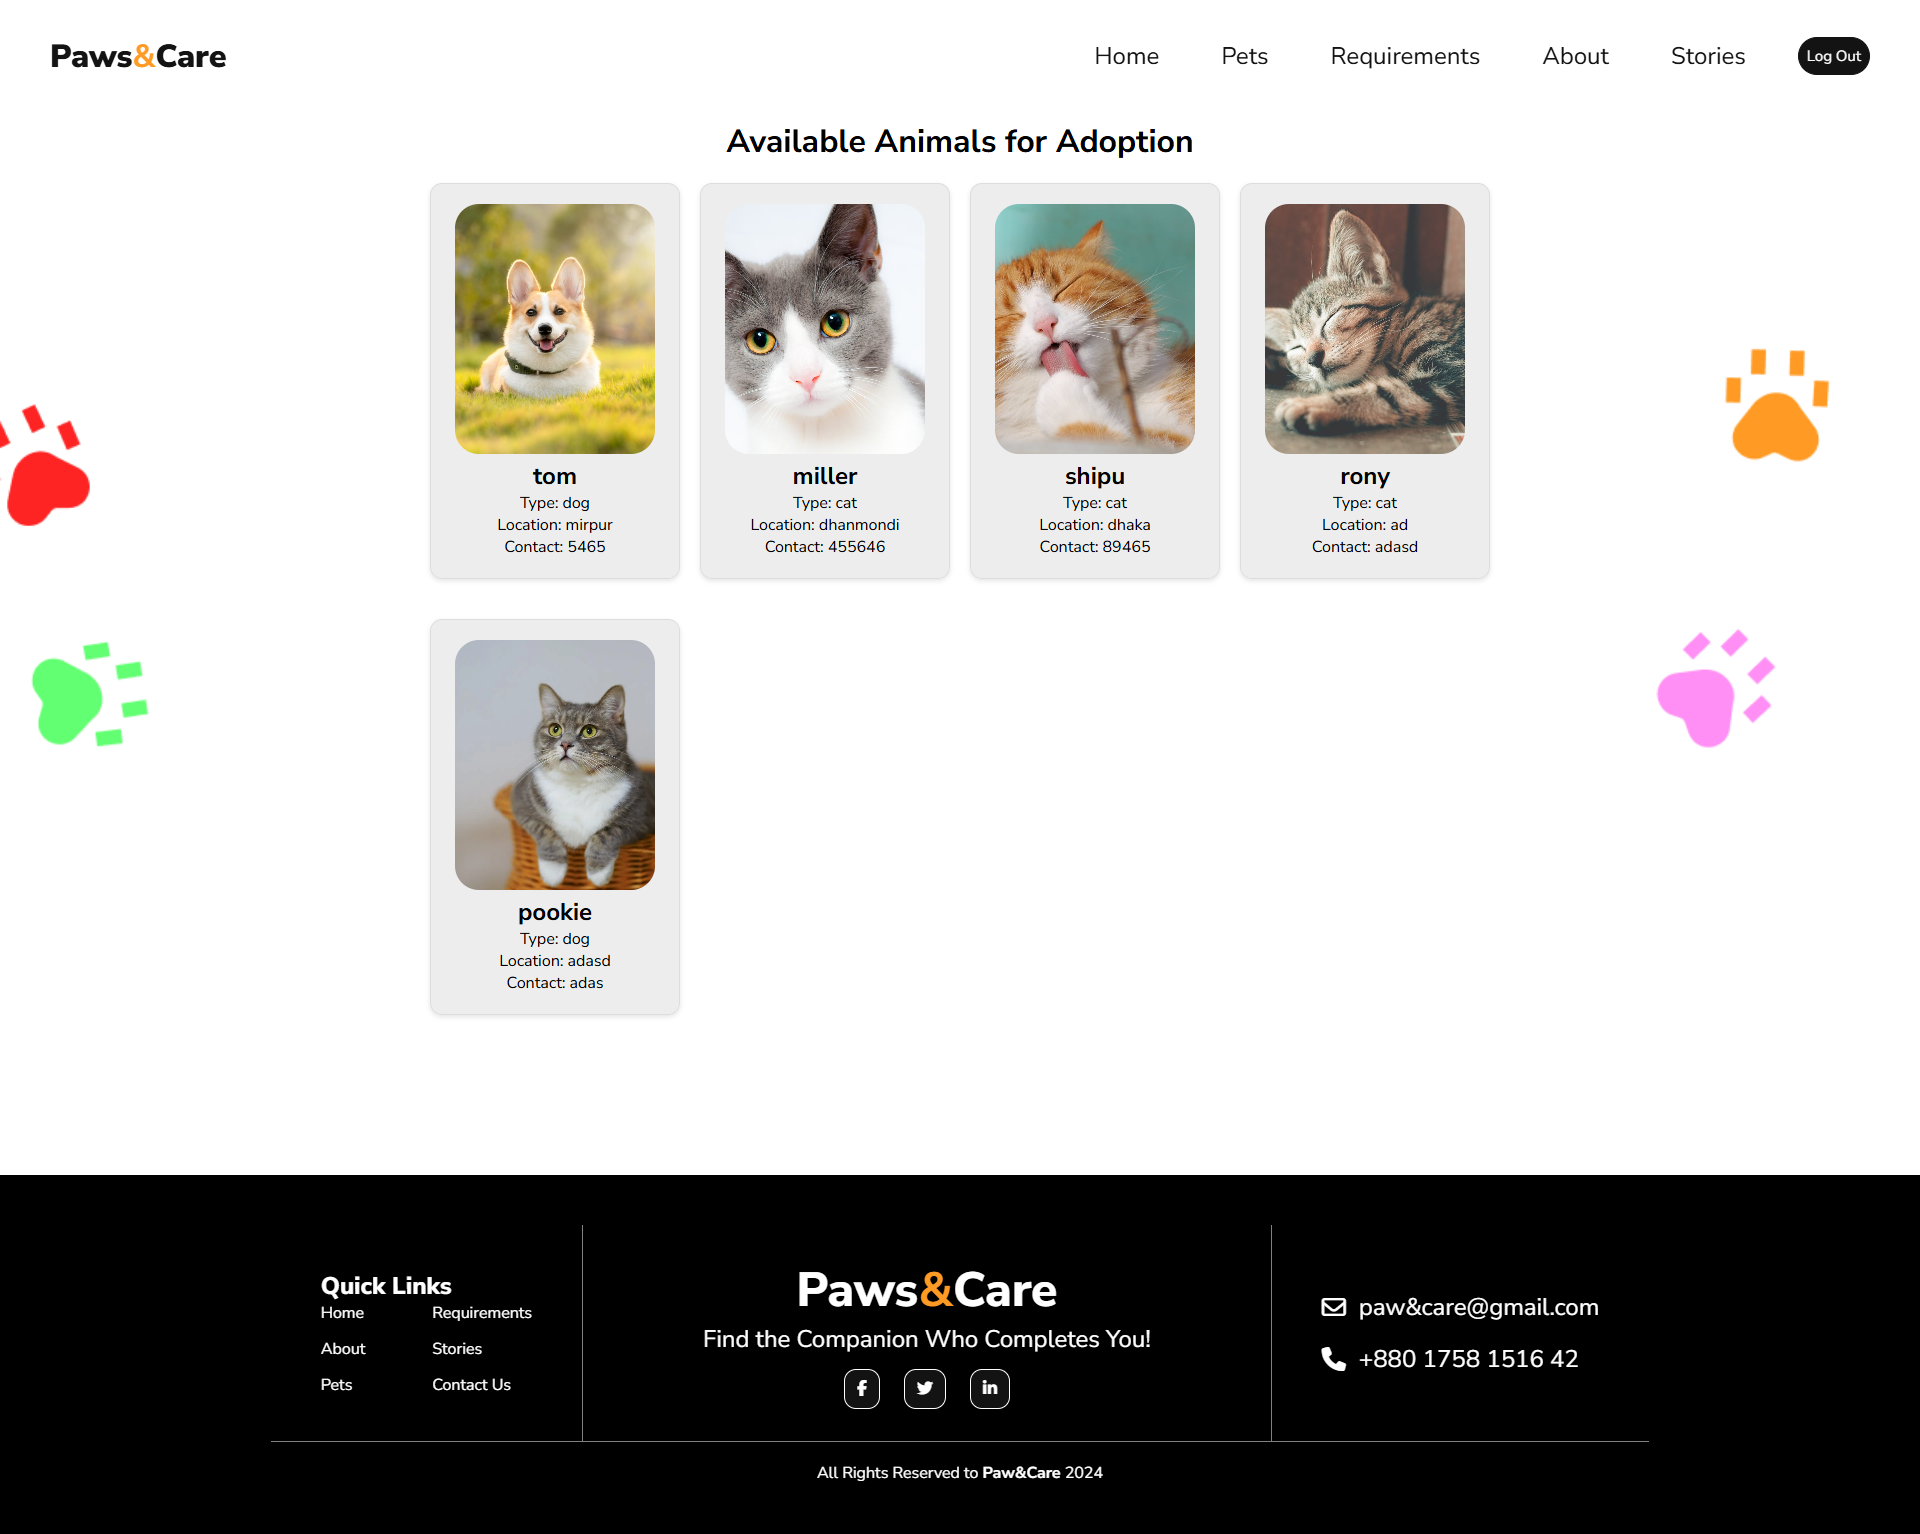 Paws&Care
Home Pets Requirements About Stories Log Out
Available Animals for Adoption
tom
Type: dog
Location: mirpur
Contact: 5465
miller
Type: cat
Location: dhanmondi
Contact: 455646
shipu
Type: cat
Location: dhaka
Contact: 89465
rony
Type: cat
Location: ad
Contact: adasd
pookie
Type: dog
Location: adasd
Contact: adas
Quick Links
Home Requirements
About Stories
Pets Contact Us
Paws&Care
Find the Companion Who Completes You!
paw&care@gmail.com
+880 1758 1516 42
All Rights Reserved to Paw&Care 2024